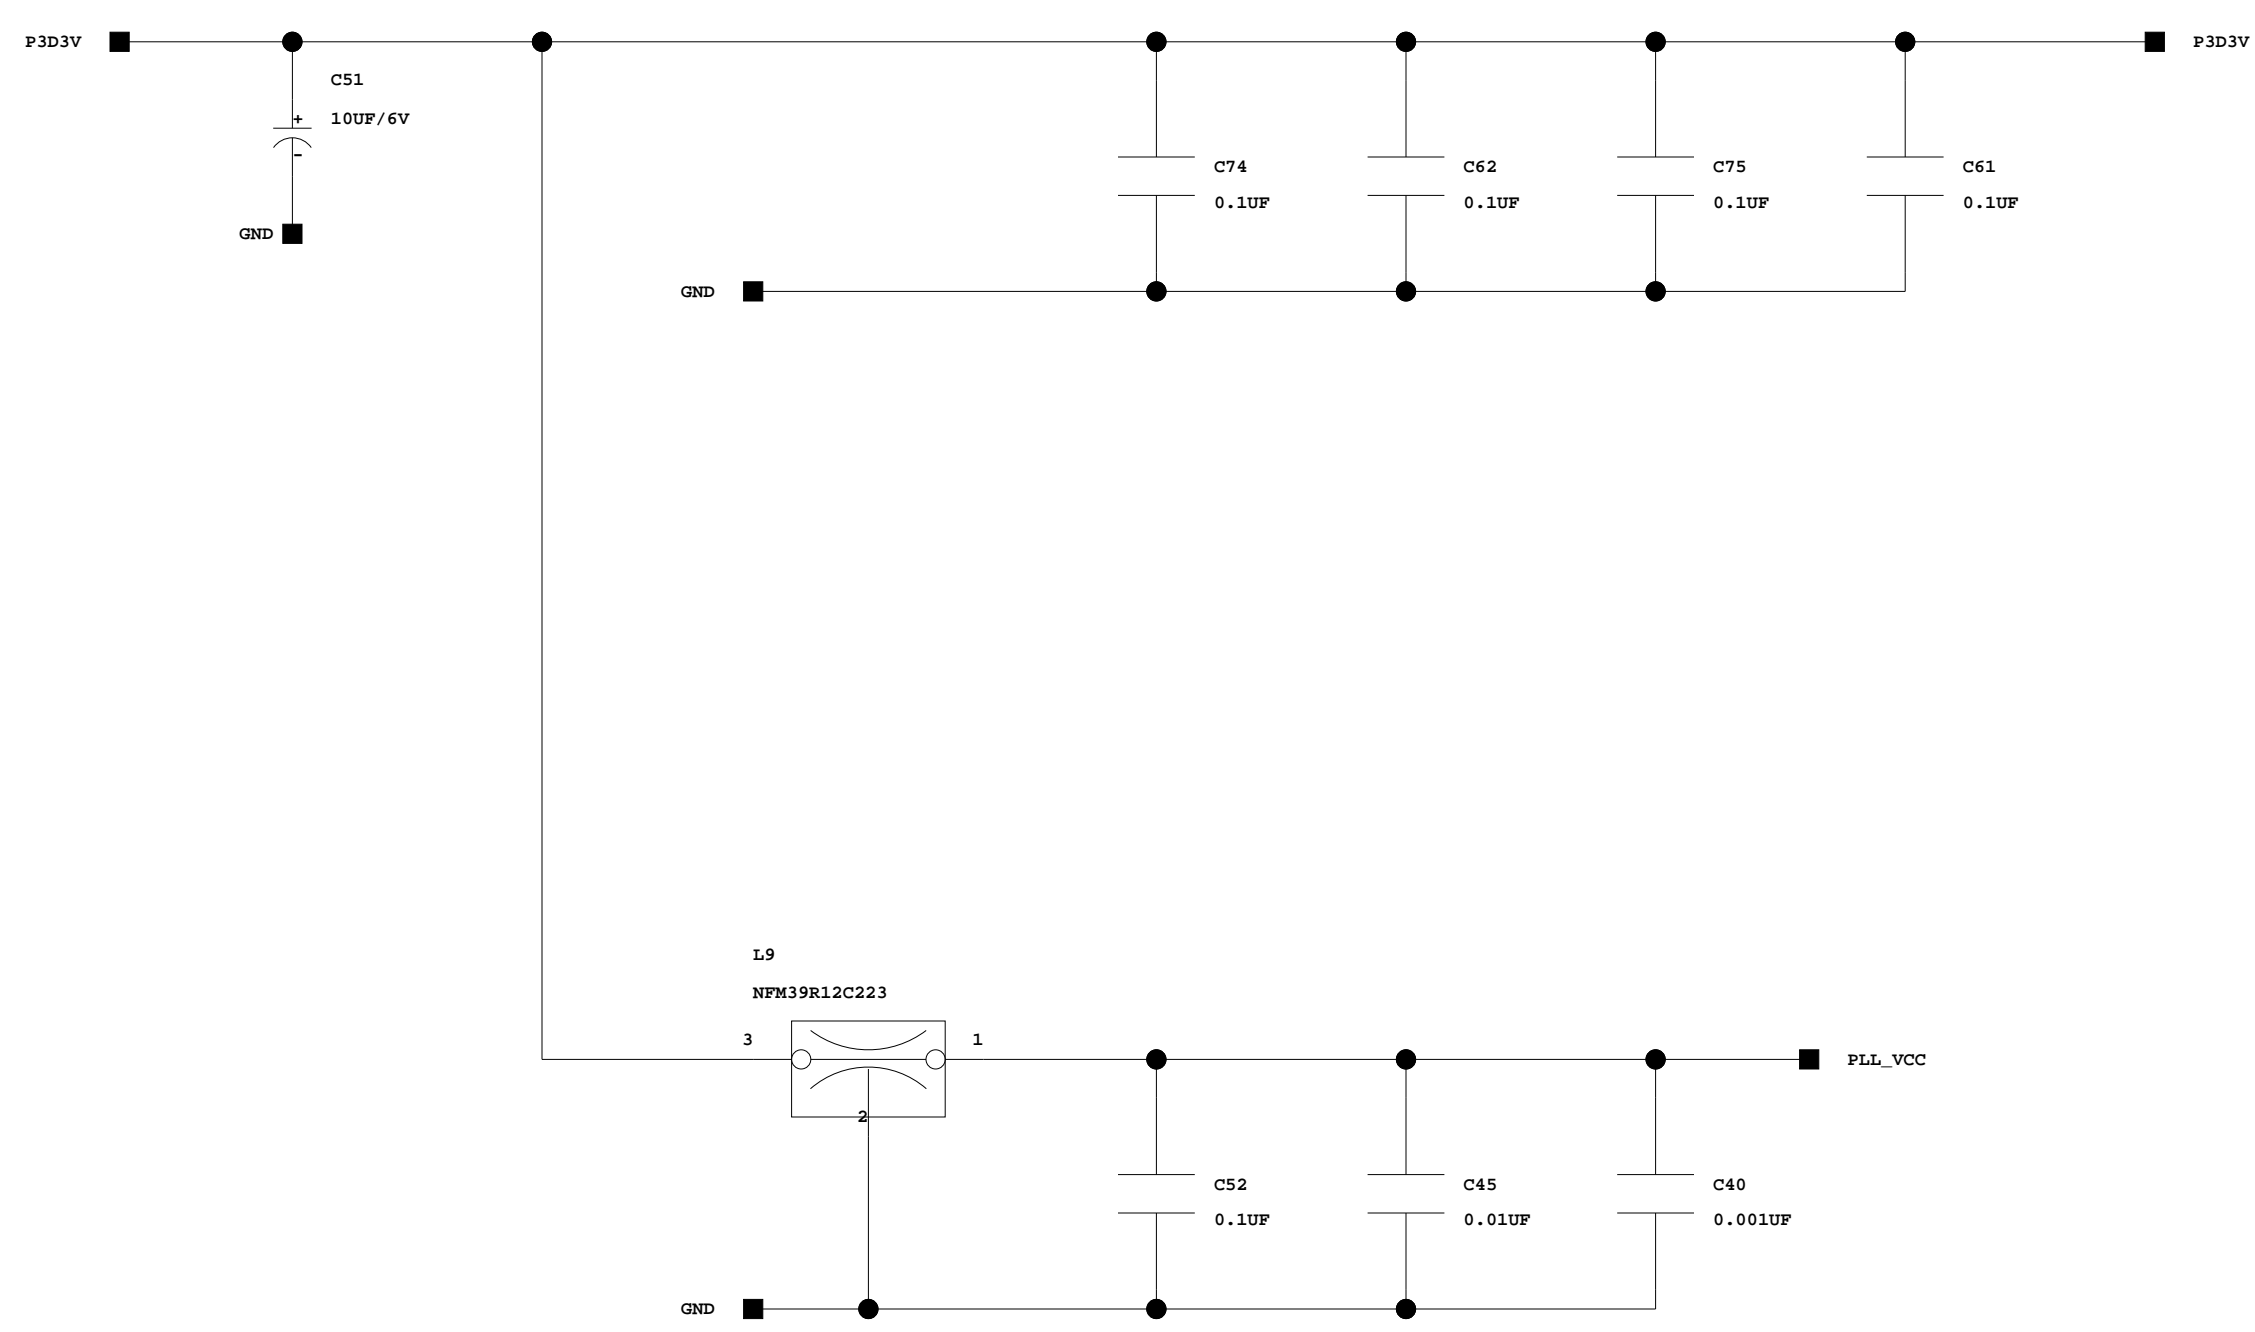 P3D3V
P3D3V
C51
+
10UF/6V
-
C74
C62
C75
C61
0.1UF
0.1UF
0.1UF
0.1UF
GND
GND
L9
NFM39R12C223
3
1
PLL_VCC
2
C52
C45
C40
0.1UF
0.01UF
0.001UF
GND